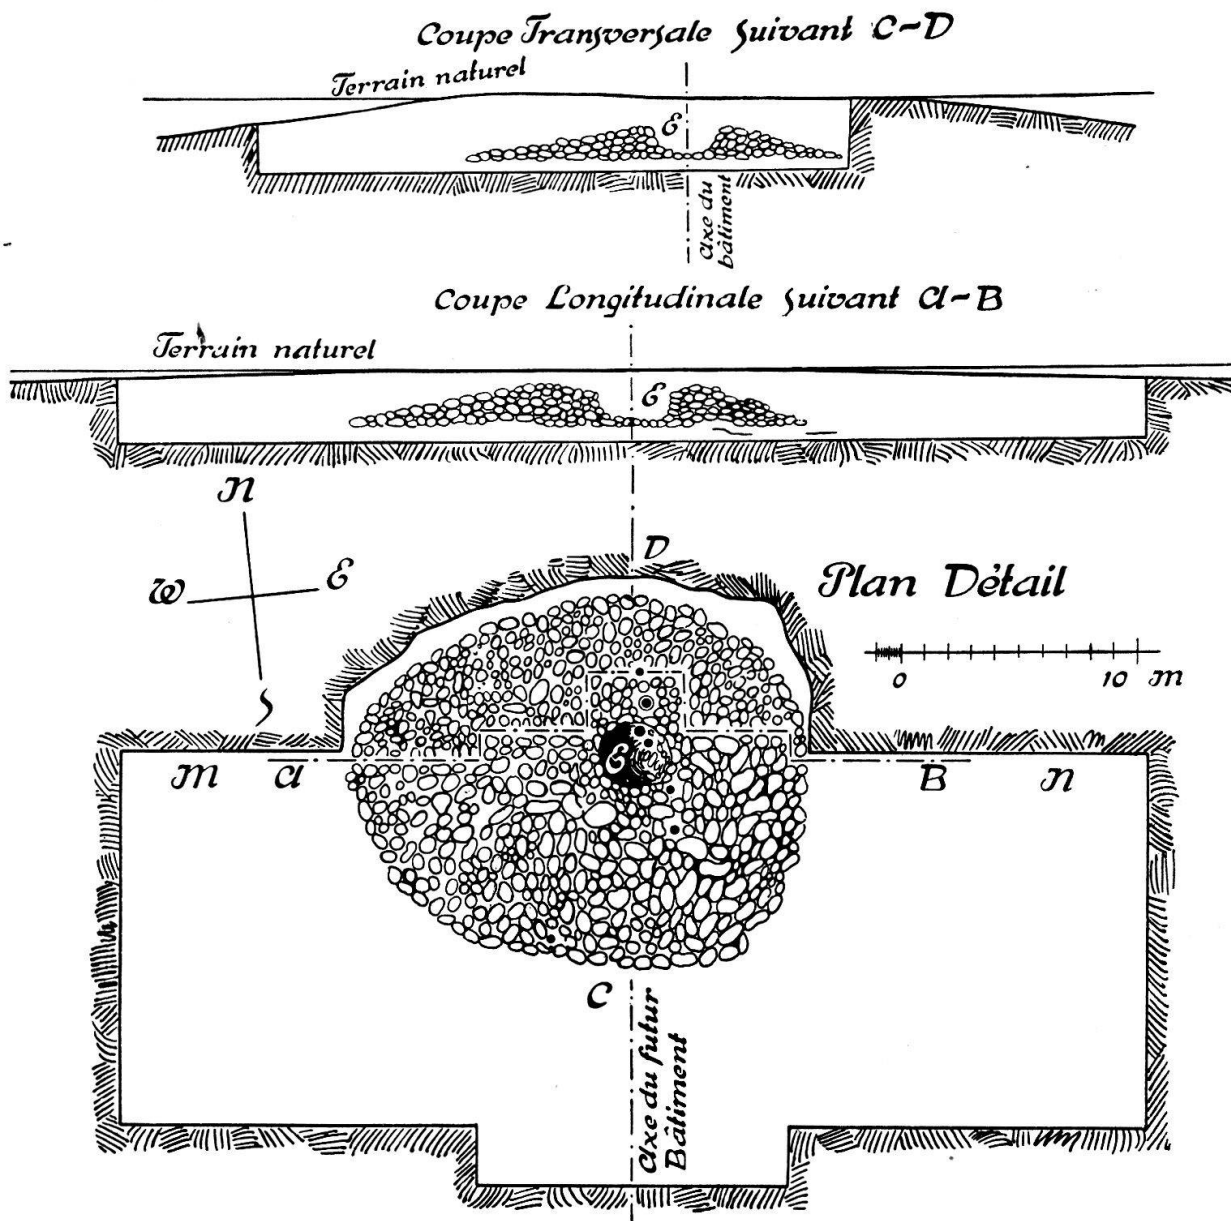 Coupe Transversale Suivant C-D
Terrain naturel
E
Axe du
bâtiment
Coupe Longitudinale Suivant A-B
Terrain naturel
E
N
W E
S
D
Plan Détail
0 10 m
M A
E
B N
C
Axe du futur
Bâtiment